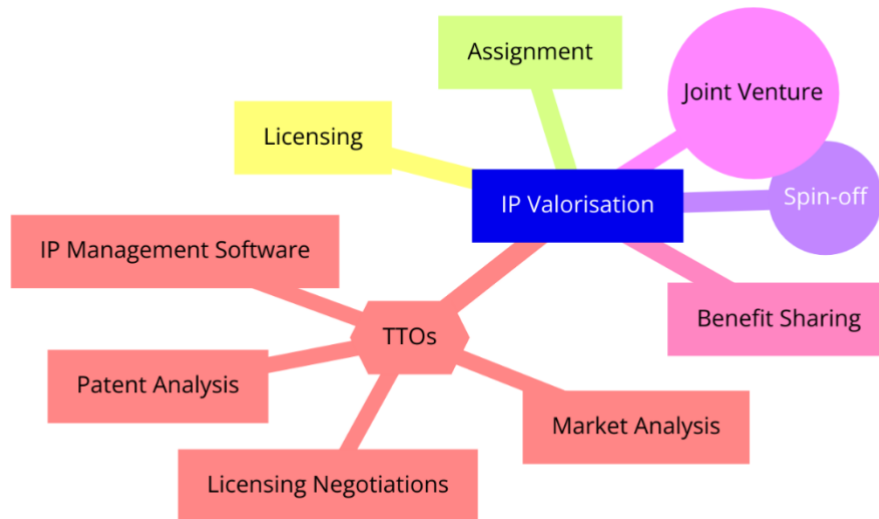 Assignment
Joint Venture
Licensing
IP Valorisation
Spin-off
IP Management Software
Benefit Sharing
TTOs
Patent Analysis
Market Analysis
Licensing Negotiations